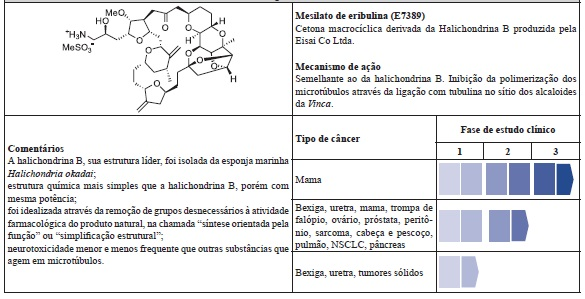 MeO
HO
H
O
H₃N
MeSO₃
Mesilato de eribulina (E7389)
Cetona macrocíclica derivada da Halichondrina B produzida pela
Eisai Co Ltda.
Mecanismo de ação
Semelhante ao da halichondrina B. Inibição da polimerização dos
microtúbulos através da ligação com tubulina no sítio dos alcaloides
da Vinca.
Comentários
A halichondrina B, sua estrutura líder, foi isolada da esponja marinha
Halichondria okadai;
estrutura química mais simples que a halichondrina B, porém com
mesma potência;
foi idealizada através da remoção de grupos desnecessários à atividade
farmacológica do produto natural, na chamada “síntese orientada pela
função” ou “simplificação estrutural”;
neurotoxicidade menor e menos frequente que outras substâncias que
agem em microtúbulos.
Tipo de câncer
Fase de estudo clínico
1 2 3
Mama
Bexiga, uretra, mama, trompa de
falópio, ovário, próstata, peritô-
nio, sarcoma, cabeça e pescoço,
pulmão, NSCLC, pâncreas
Bexiga, uretra, tumores sólidos